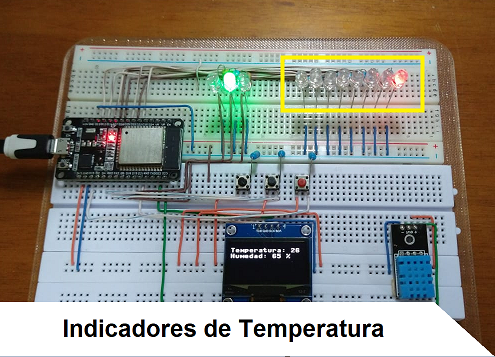 Temperatura: 26
Humedad: 65 %
Indicadores de Temperatura